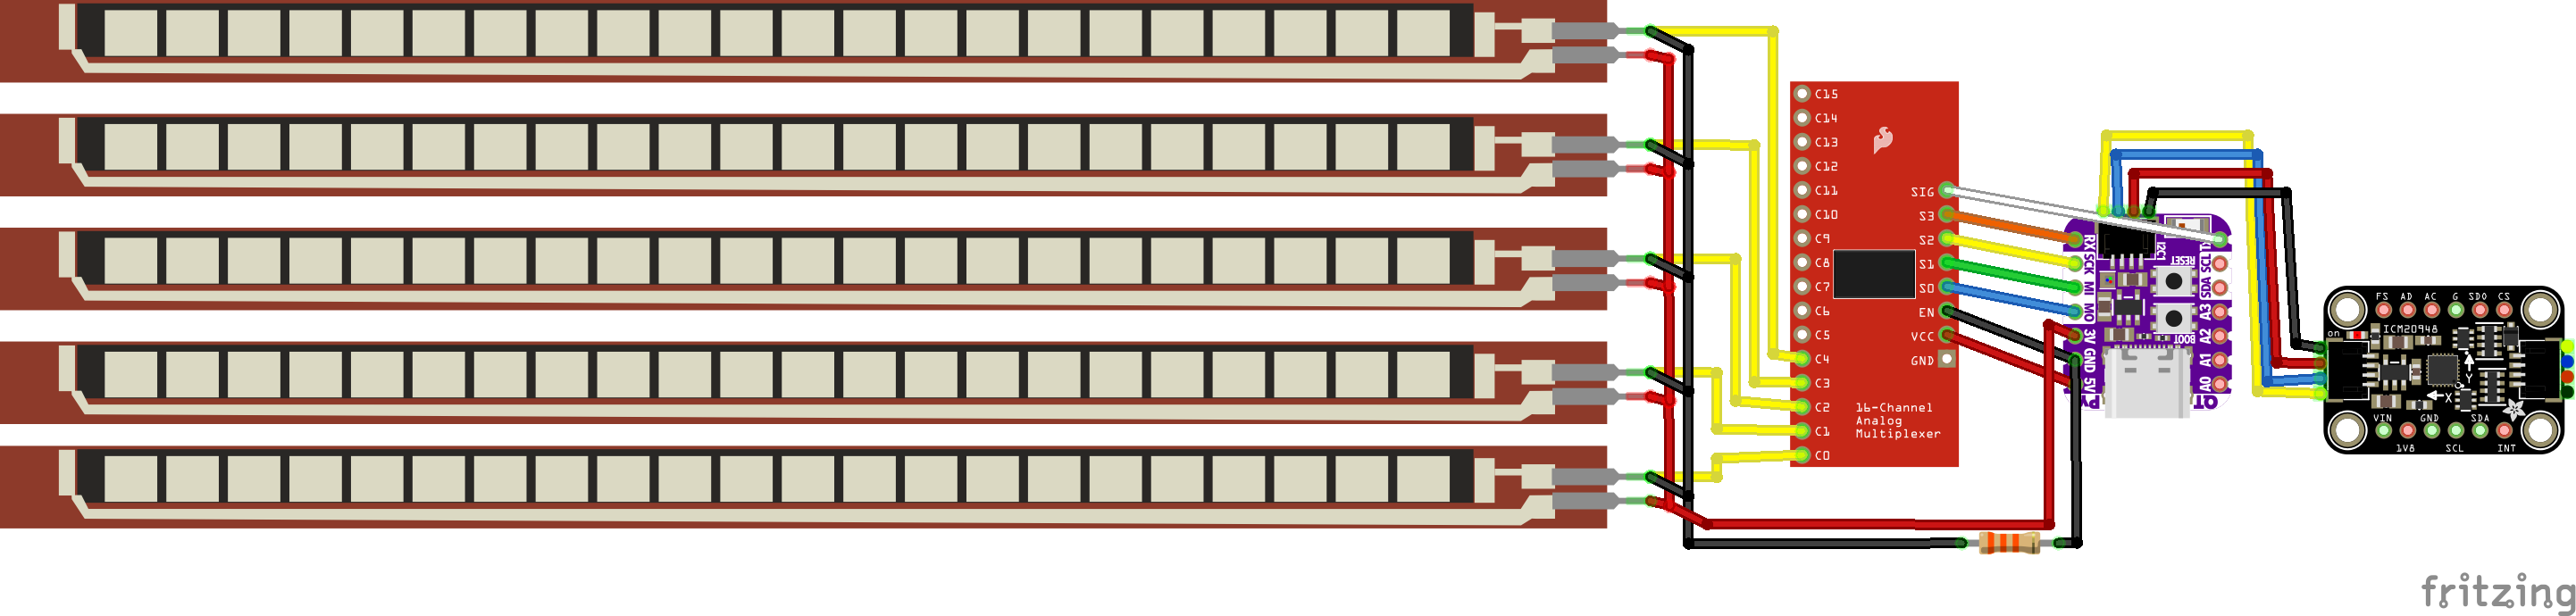 C15
C14
C13
C12
C11
C10
C9
C8
C7
C6
C5
C4
C3
C2
C1
C0
SIG
S3
S2
S1
S0
EN
VCC
GND
16-Channel
Analog
Multiplexer
RX
SCK
MI
MO
3V
GND
5V
I2C1
RESET
BOOT
SCL
SDA
A3
A2
A1
A0
FS AD AC G SDO CS
on
ICM20948
Y
X
VIN GND SDA
1V8 SCL INT
fritzing